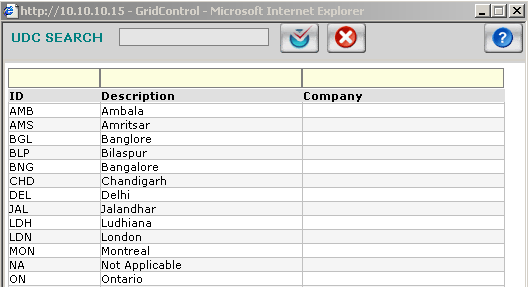 http://10.10.10.15 - GridControl - Microsoft Internet Explorer
UDC SEARCH
ID Description Company
AMB Ambala
AMS Amritsar
BGL Banglore
BLP Bilaspur
BNG Bangalore
CHD Chandigarh
DEL Delhi
JAL Jalandhar
LDH Ludhiana
LDN London
MON Montreal
NA Not Applicable
ON Ontario